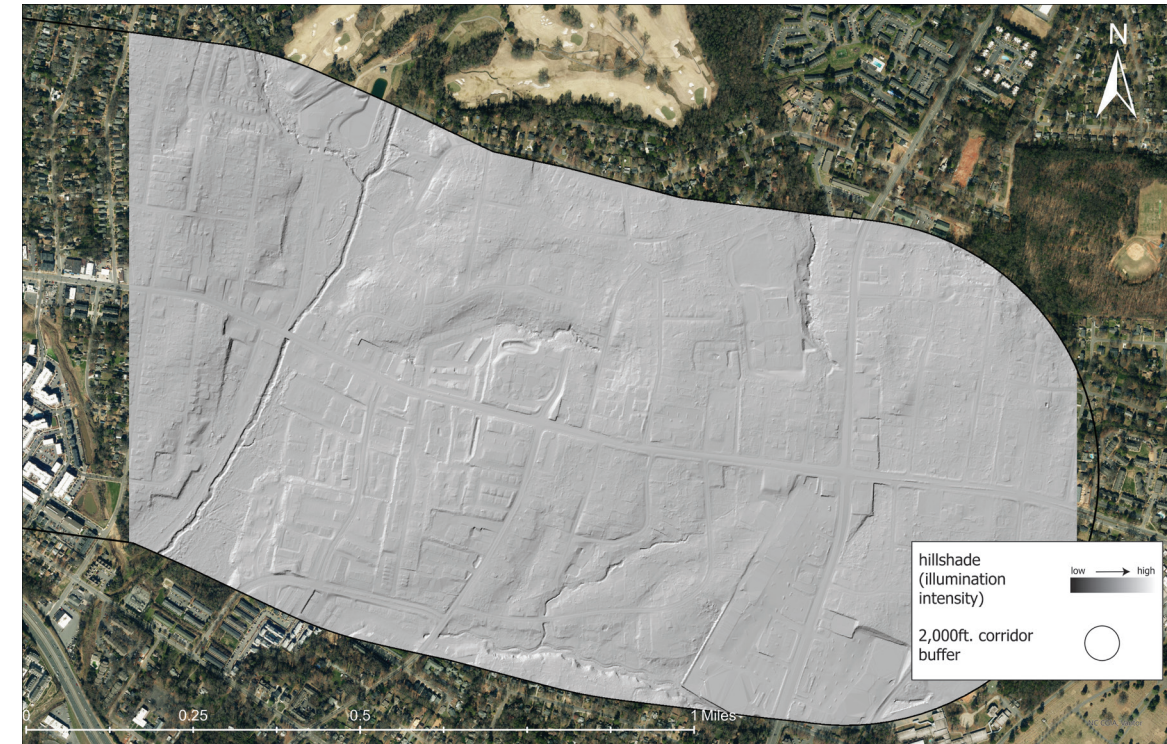 N
hillshade
(illumination
intensity)
low
high
2,000ft. corridor
buffer
0
0.25
0.5
1 Miles